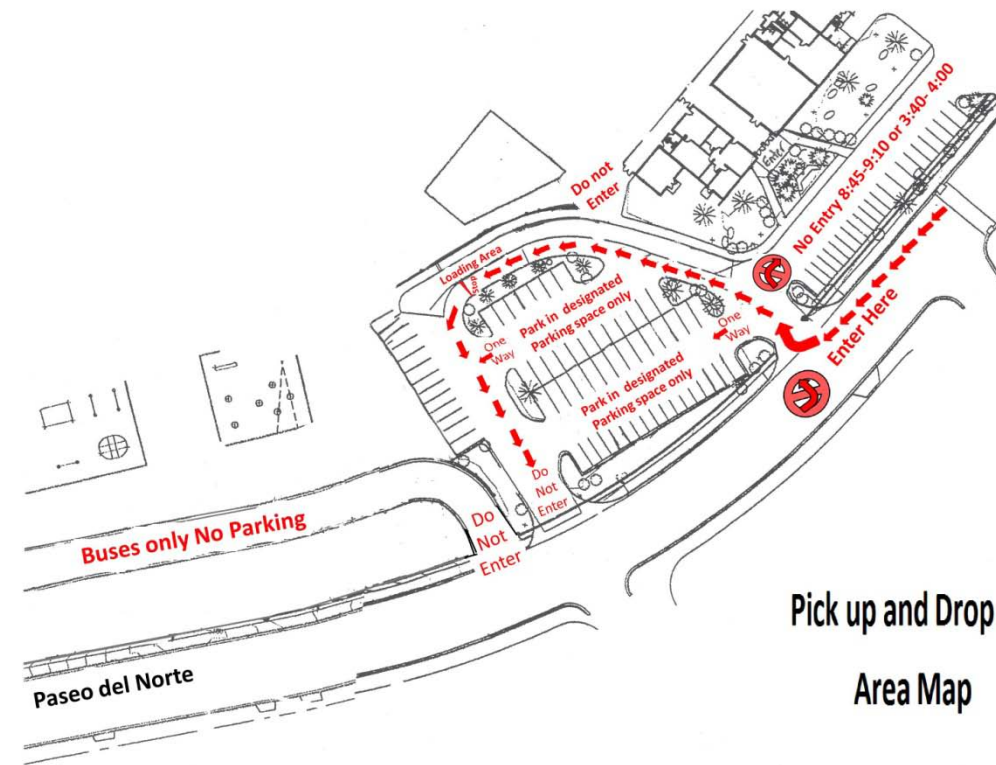 No Entry 8:45-9:10 or 3:40- 4:00
Enter
Do not
Enter
Loading Area
Stop
Park in designated
Parking space only
One
Way
One
Way
Park in designated
Parking space only
Enter Here
Do
Not
Enter
Do
Not
Enter
Buses only No Parking
Paseo del Norte
Pick up and Drop
Area Map